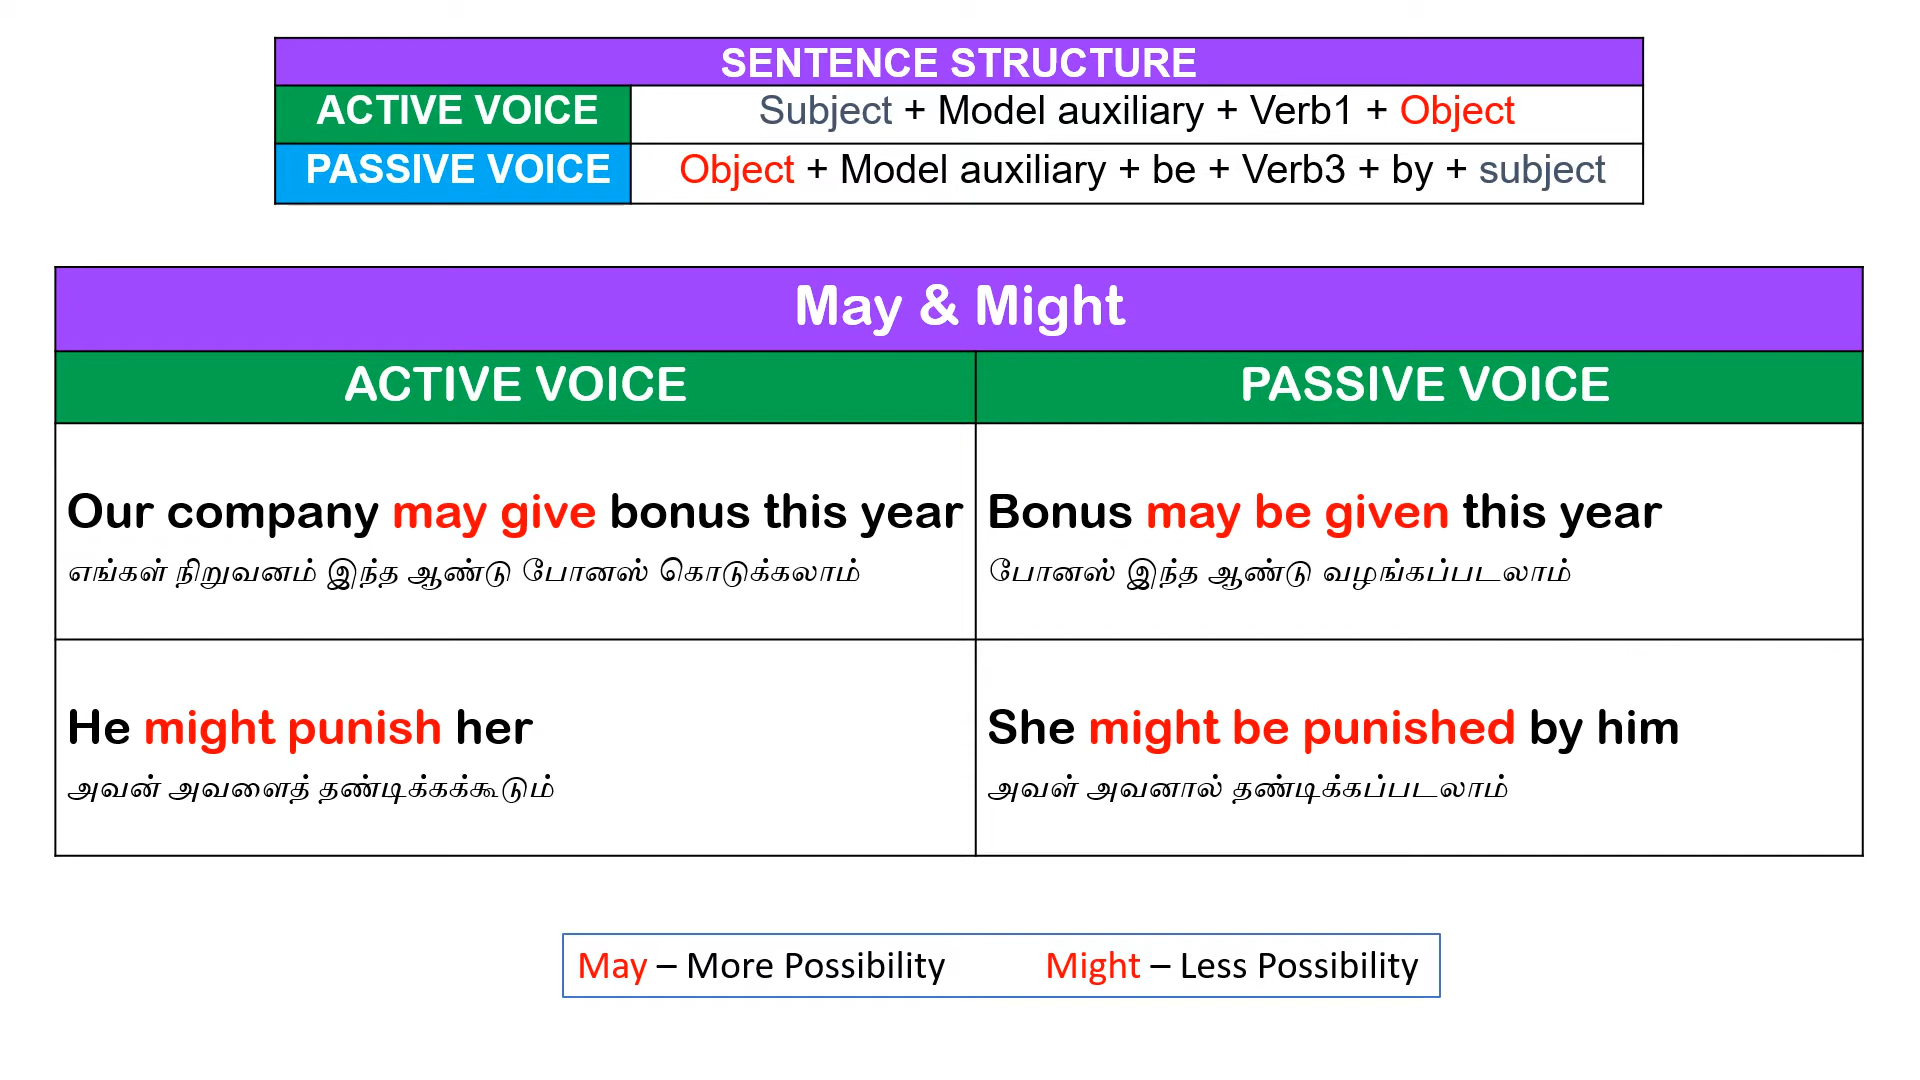 SENTENCE STRUCTURE
ACTIVE VOICE Subject + Model auxiliary + Verb1 + Object
PASSIVE VOICE Object + Model auxiliary + be + Verb3 + by + subject
May & Might
ACTIVE VOICE PASSIVE VOICE
Our company may give bonus this year
எங்கள் நிறுவனம் இந்த ஆண்டு போனஸ் கொடுக்கலாம்
Bonus may be given this year
போனஸ் இந்த ஆண்டு வழங்கப்படலாம்
He might punish her
அவன் அவளைத் தண்டிக்கக்கூடும்
She might be punished by him
அவள் அவனால் தண்டிக்கப்படலாம்
May – More Possibility Might – Less Possibility